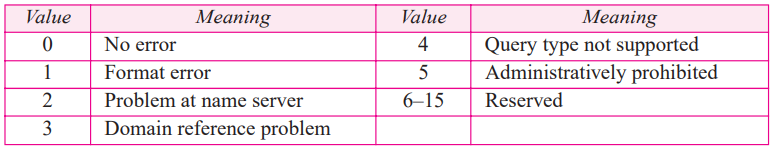 Value Meaning Value Meaning
0 No error 4 Query type not supported
1 Format error 5 Administratively prohibited
2 Problem at name server 6–15 Reserved
3 Domain reference problem